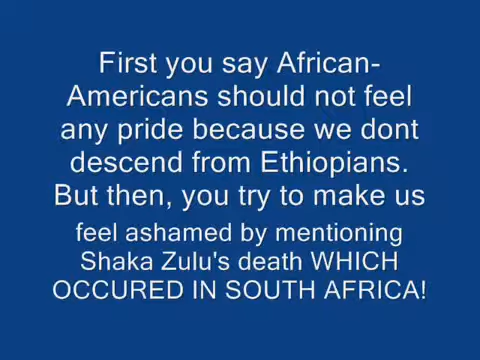 First you say African-
Americans should not feel
any pride because we dont
descend from Ethiopians.
But then, you try to make us
feel ashamed by mentioning
Shaka Zulu's death WHICH
OCCURED IN SOUTH AFRICA!